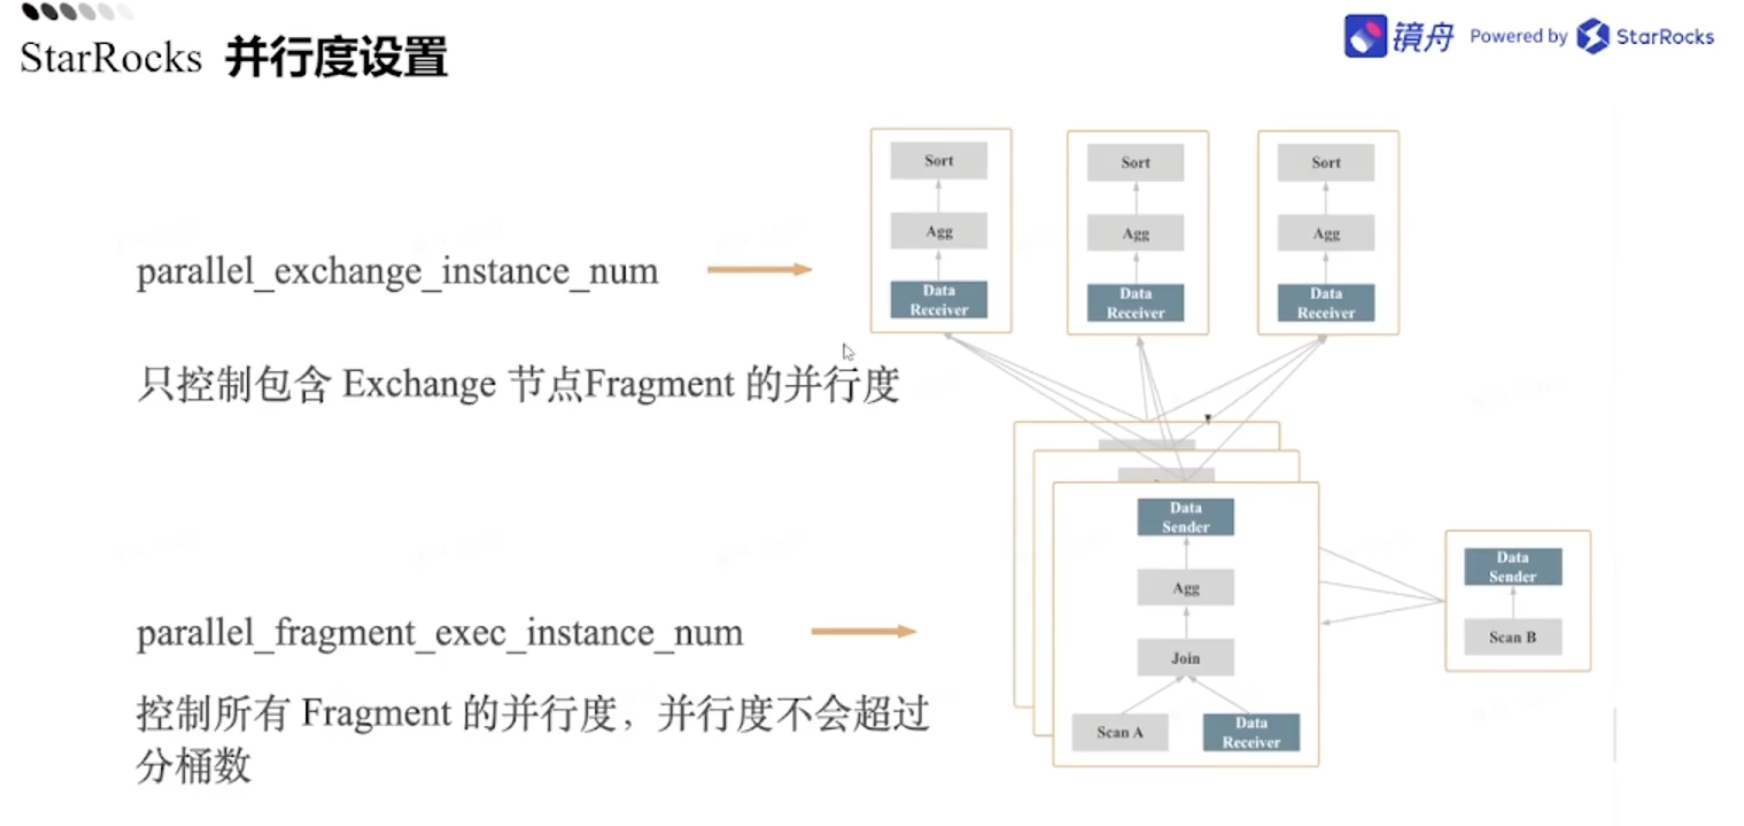 StarRocks 并行度设置
镜舟 Powered by StarRocks
Sort
Agg
Data
Receiver
Sort
Agg
Data
Receiver
Sort
Agg
Data
Receiver
parallel_exchange_instance_num
只控制包含 Exchange 节点Fragment 的并行度
Data
Sender
Agg
Join
Scan A
Data
Receiver
Data
Sender
Scan B
parallel_fragment_exec_instance_num
控制所有 Fragment 的并行度，并行度不会超过
分桶数